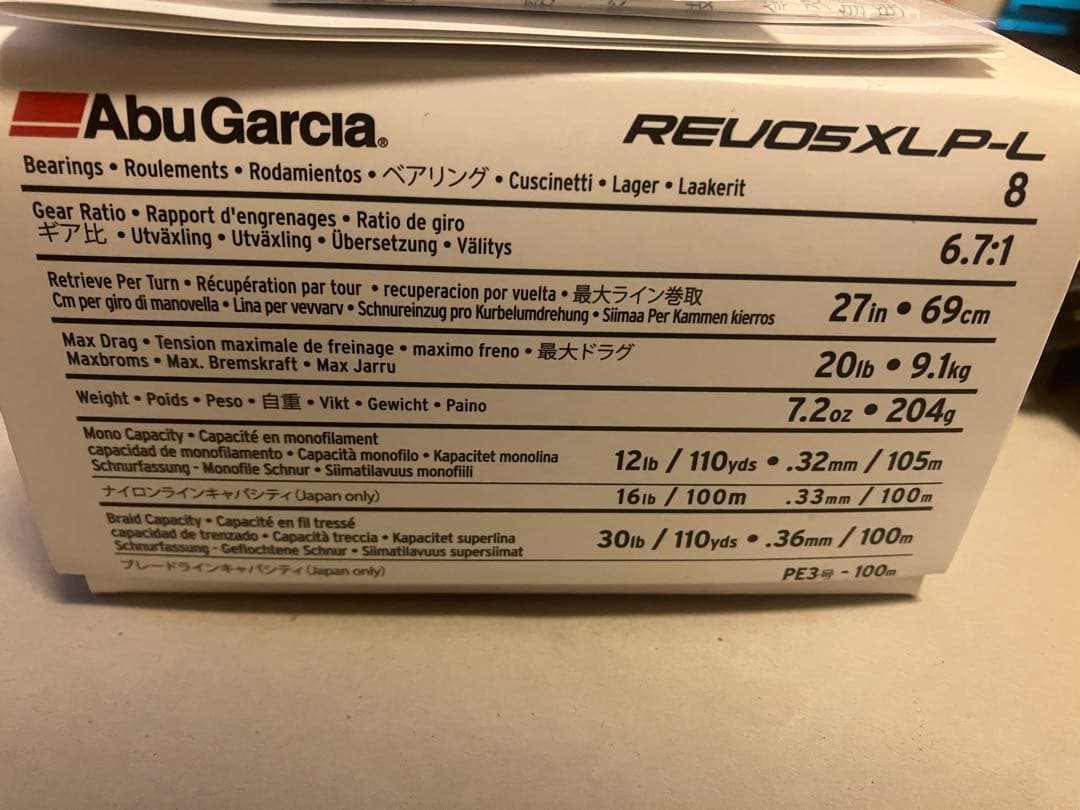 AbuGarcia®
REVO5XLP-L
Bearings • Roulements • Rodamientos • ベアリング • Cuscinetti • Lager • Laakerit
8
Gear Ratio • Rapport d'engrenages • Ratio de giro
ギア比 • Utväxling • Utväxling • Übersetzung • Välitys
6.7:1
Retrieve Per Turn • Récupération par tour • recuperacion por vuelta • 最大ライン巻取
Cm per giro di manovella • Lina per vevvarv • Schnureinzug pro Kurbelumdrehung • Siimaa Per Kammen kierros
27in • 69cm
Max Drag • Tension maximale de freinage • maximo freno • 最大ドラグ
Maxbroms • Max. Bremskraft • Max Jarru
20lb • 9.1kg
Weight • Poids • Peso • 自重 • Vikt • Gewicht • Paino
7.2oz • 204g
Mono Capacity • Capacité en monofilament
capacidad de monofilamento • Capacità monofilo • Kapacitet monolina
Schnurfassung - Monofile Schnur • Siimatilavuus monofiili
12lb / 110yds • .32mm / 105m
ナイロンラインキャパシティ(Japan only)
16lb / 100m .33mm / 100m
Braid Capacity • Capacité en fil tressé
capacidad de trenzado • Capacità treccia • Kapacitet superlina
Schnurfassung - Geflochtene Schnur • Siimatilavuus supersiimat
30lb / 110yds • .36mm / 100m
ブレードラインキャパシティ(Japan only)
PE3号 - 100m